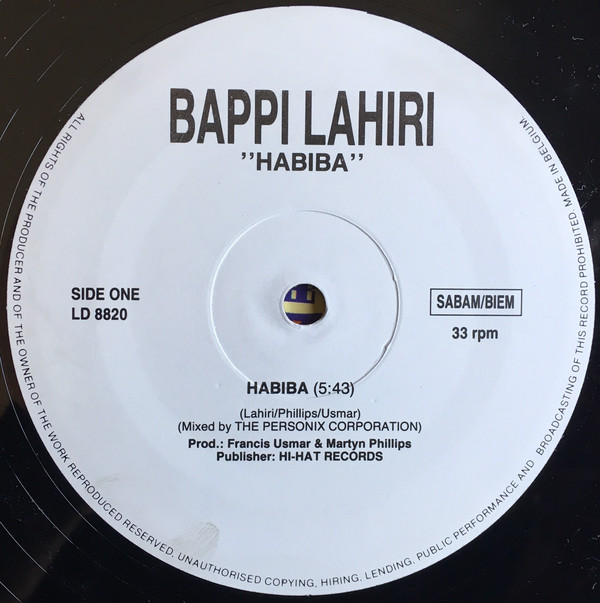 BAPPI LAHIRI
"HABIBA"
SIDE ONE
LD 8820
SABAM/BIEM
33 rpm
HABIBA (5:43)
(Lahiri/Phillips/Usmar)
(Mixed by THE PERSONIX CORPORATION)
Prod.: Francis Usmar & Martyn Phillips
Publisher: HI-HAT RECORDS
ALL RIGHTS OF THE PRODUCER AND OF THE OWNER OF THE WORK REPRODUCED RESERVED. UNAUTHORISED COPYING, HIRING, LENDING, PUBLIC PERFORMANCE AND BROADCASTING OF THIS RECORD PROHIBITED. MADE IN BELGIUM